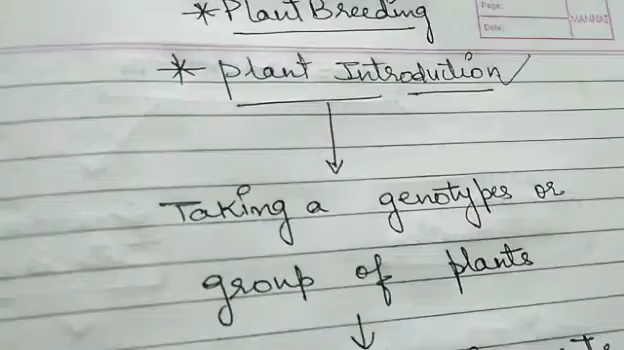 * Plant Breeding
Page:
Date:
* Plant Introduction
Taking a genotypes or
group of plants